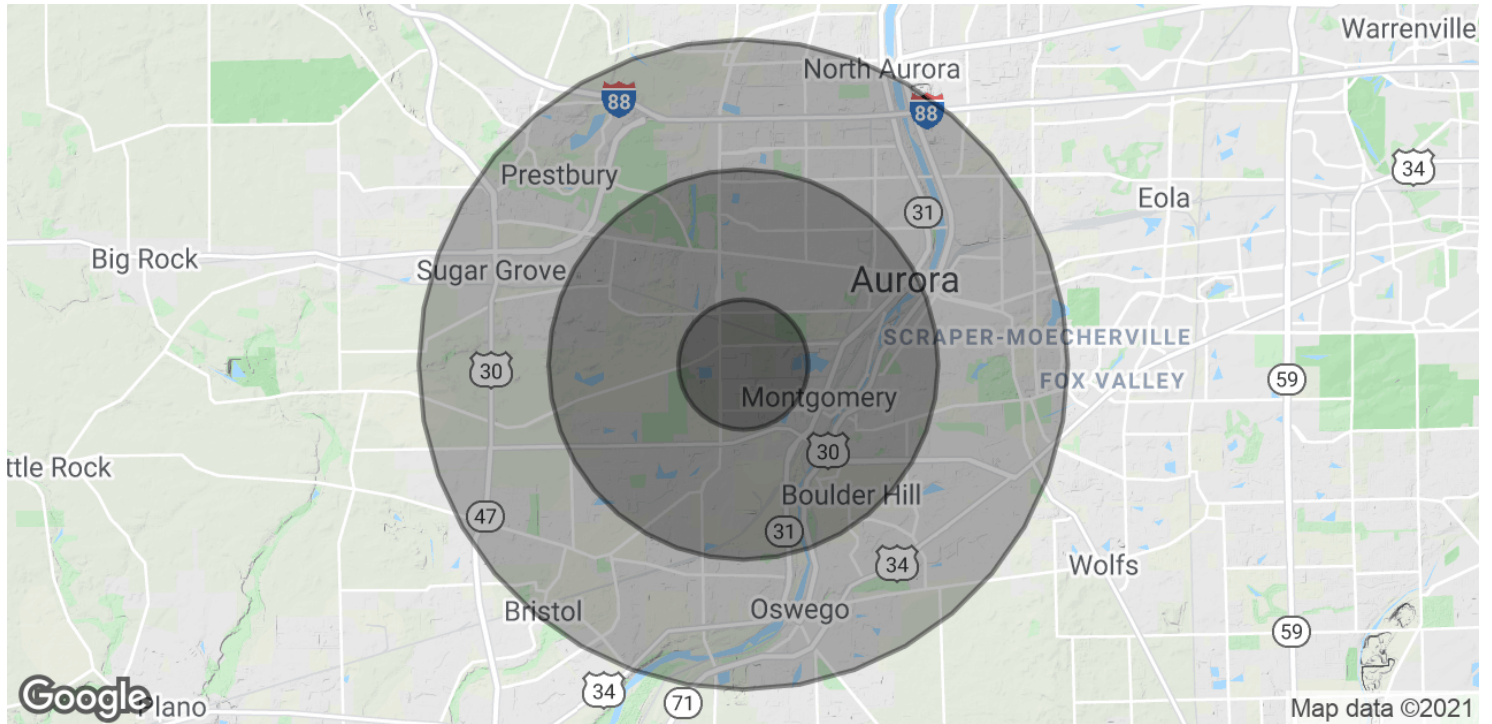 Warrenville
North Aurora
88
88
34
Prestbury
Eola
31
Big Rock
Sugar Grove
Aurora
SCRAPER-MOECHERVILLE
30
FOX VALLEY
59
Montgomery
30
ttle Rock
Boulder Hill
47
31
34
Wolfs
Bristol
Oswego
59
34
71
Google
Plano
Map data ©2021